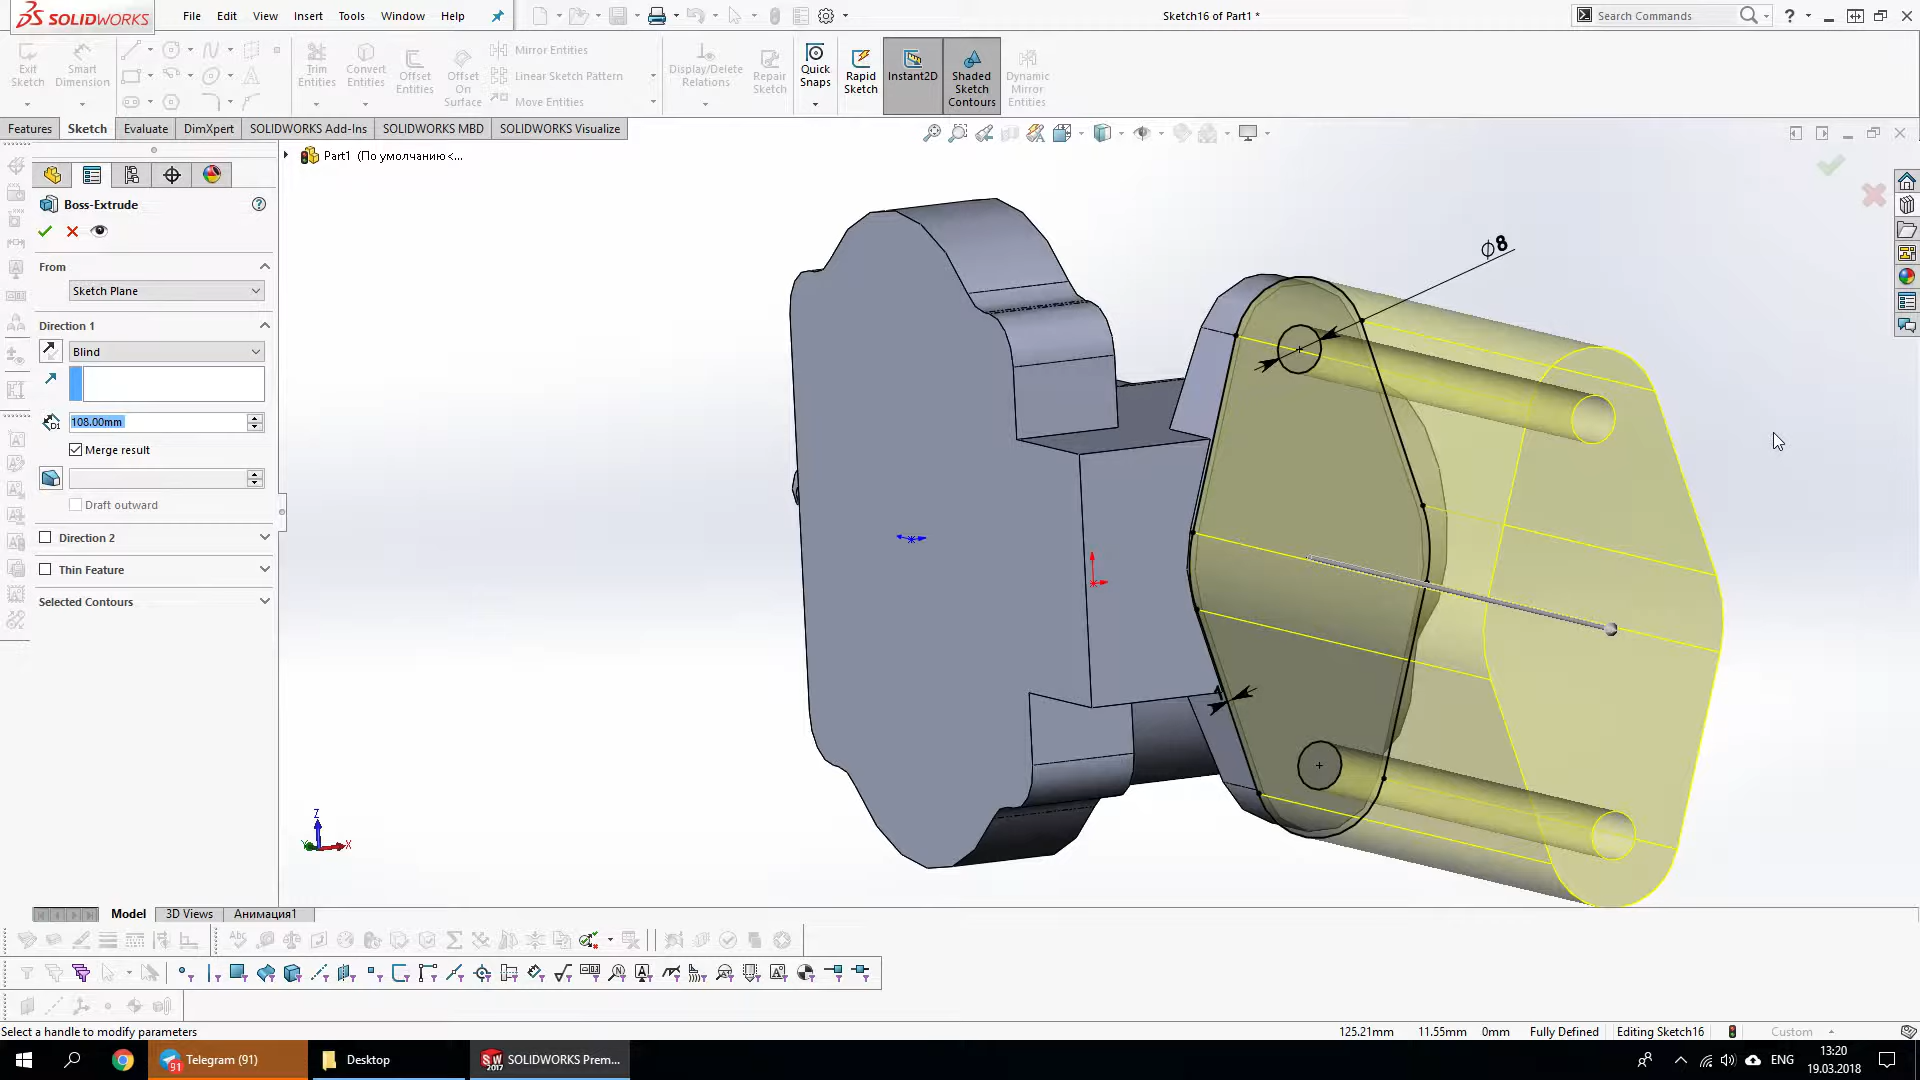 SOLIDWORKS
File Edit View Insert Tools Window Help
Sketch16 of Part1 *
Search Commands
Exit Sketch
Smart Dimension
Trim Entities
Convert Entities
Offset Entities
Offset On Surface
Mirror Entities
Linear Sketch Pattern
Move Entities
Display/Delete Relations
Repair Sketch
Quick Snaps
Rapid Sketch
Instant2D
Shaded Sketch Contours
Dynamic Mirror Entities
Features Sketch Evaluate DimXpert SOLIDWORKS Add-Ins SOLIDWORKS MBD SOLIDWORKS Visualize
Part1 (По умолчанию<...
Boss-Extrude
From
Sketch Plane
Direction 1
Blind
D1
108.00mm
Merge result
Draft outward
Direction 2
Thin Feature
Selected Contours
⌀8
Z
X
Model 3D Views Анимация1
Select a handle to modify parameters
125.21mm 11.55mm 0mm Fully Defined Editing Sketch16 Custom
91
Telegram (91)
Desktop
SW 2017
SOLIDWORKS Prem...
ENG
13:20
19.03.2018